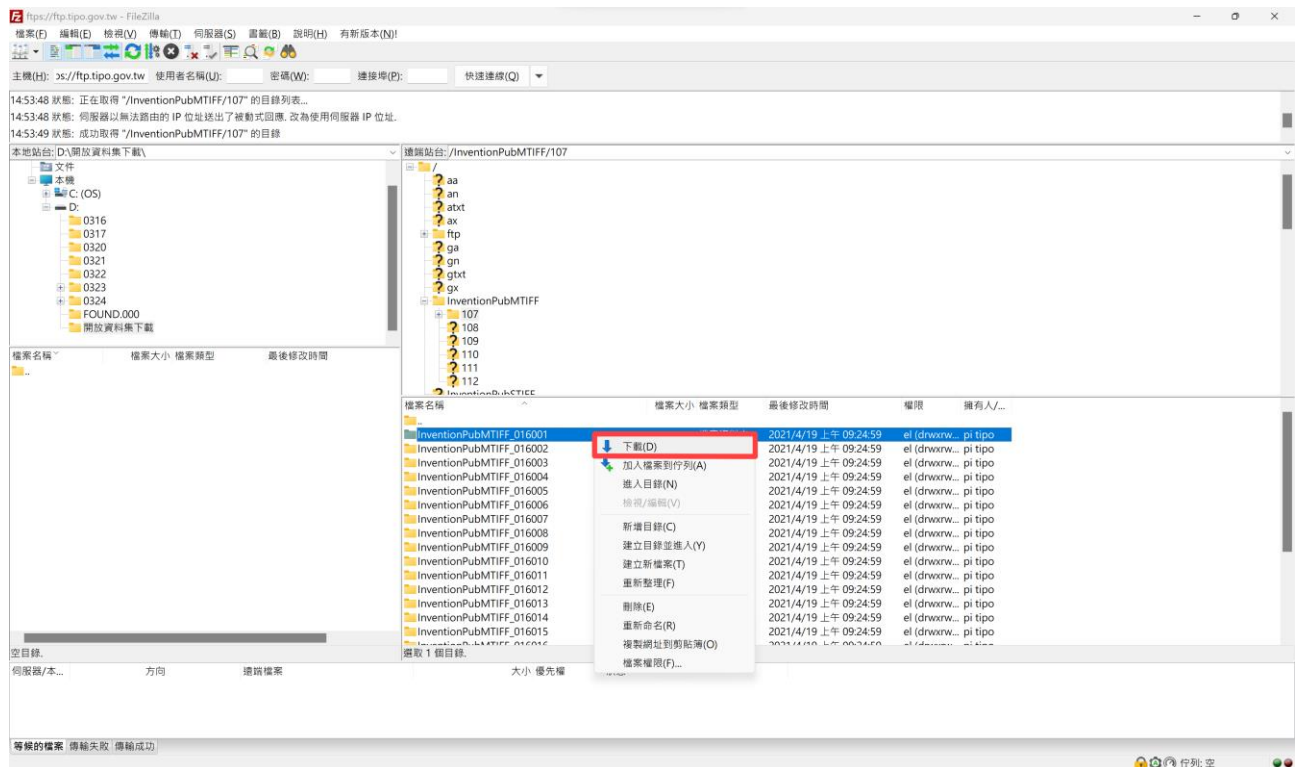 ftps://ftp.tipo.gov.tw - FileZilla
檔案(F) 編輯(E) 檢視(V) 傳輸(T) 伺服器(S) 書籤(B) 說明(H) 有新版本(N)!
主機(H): ɔs://ftp.tipo.gov.tw 使用者名稱(U): 密碼(W): 連接埠(P): 快速連線(Q)
14:53:48 狀態: 正在取得 "/InventionPubMTIFF/107" 的目錄列表...
14:53:48 狀態: 伺服器以無法路由的 IP 位址送出了被動式回應. 改為使用伺服器 IP 位址.
14:53:49 狀態: 成功取得 "/InventionPubMTIFF/107" 的目錄
本地站台: D:\開放資料集下載\
文件
本機
C: (OS)
D:
0316
0317
0320
0321
0322
0323
0324
FOUND.000
開放資料集下載
檔案名稱 檔案大小 檔案類型 最後修改時間
..
空目錄.
遠端站台: /InventionPubMTIFF/107
/
aa
an
atxt
ax
ftp
ga
gn
gtxt
gx
InventionPubMTIFF
107
108
109
110
111
112
InventionPubSTIFF
檔案名稱 檔案大小 檔案類型 最後修改時間 權限 擁有人/...
..
InventionPubMTIFF_016001 2021/4/19 上午 09:24:59 el (drwxrw... pi tipo
InventionPubMTIFF_016002 2021/4/19 上午 09:24:59 el (drwxrw... pi tipo
InventionPubMTIFF_016003 2021/4/19 上午 09:24:59 el (drwxrw... pi tipo
InventionPubMTIFF_016004 2021/4/19 上午 09:24:59 el (drwxrw... pi tipo
InventionPubMTIFF_016005 2021/4/19 上午 09:24:59 el (drwxrw... pi tipo
InventionPubMTIFF_016006 2021/4/19 上午 09:24:59 el (drwxrw... pi tipo
InventionPubMTIFF_016007 2021/4/19 上午 09:24:59 el (drwxrw... pi tipo
InventionPubMTIFF_016008 2021/4/19 上午 09:24:59 el (drwxrw... pi tipo
InventionPubMTIFF_016009 2021/4/19 上午 09:24:59 el (drwxrw... pi tipo
InventionPubMTIFF_016010 2021/4/19 上午 09:24:59 el (drwxrw... pi tipo
InventionPubMTIFF_016011 2021/4/19 上午 09:24:59 el (drwxrw... pi tipo
InventionPubMTIFF_016012 2021/4/19 上午 09:24:59 el (drwxrw... pi tipo
InventionPubMTIFF_016013 2021/4/19 上午 09:24:59 el (drwxrw... pi tipo
InventionPubMTIFF_016014 2021/4/19 上午 09:24:59 el (drwxrw... pi tipo
InventionPubMTIFF_016015 2021/4/19 上午 09:24:59 el (drwxrw... pi tipo
選取 1 個目錄.
下載(D)
加入檔案到佇列(A)
進入目錄(N)
檢視/編輯(V)
新增目錄(C)
建立目錄並進入(Y)
建立新檔案(T)
重新整理(F)
刪除(E)
重新命名(R)
複製網址到剪貼簿(O)
檔案權限(F)...
伺服器/本... 方向 遠端檔案 大小 優先權
等候的檔案 傳輸失敗 傳輸成功
佇列: 空